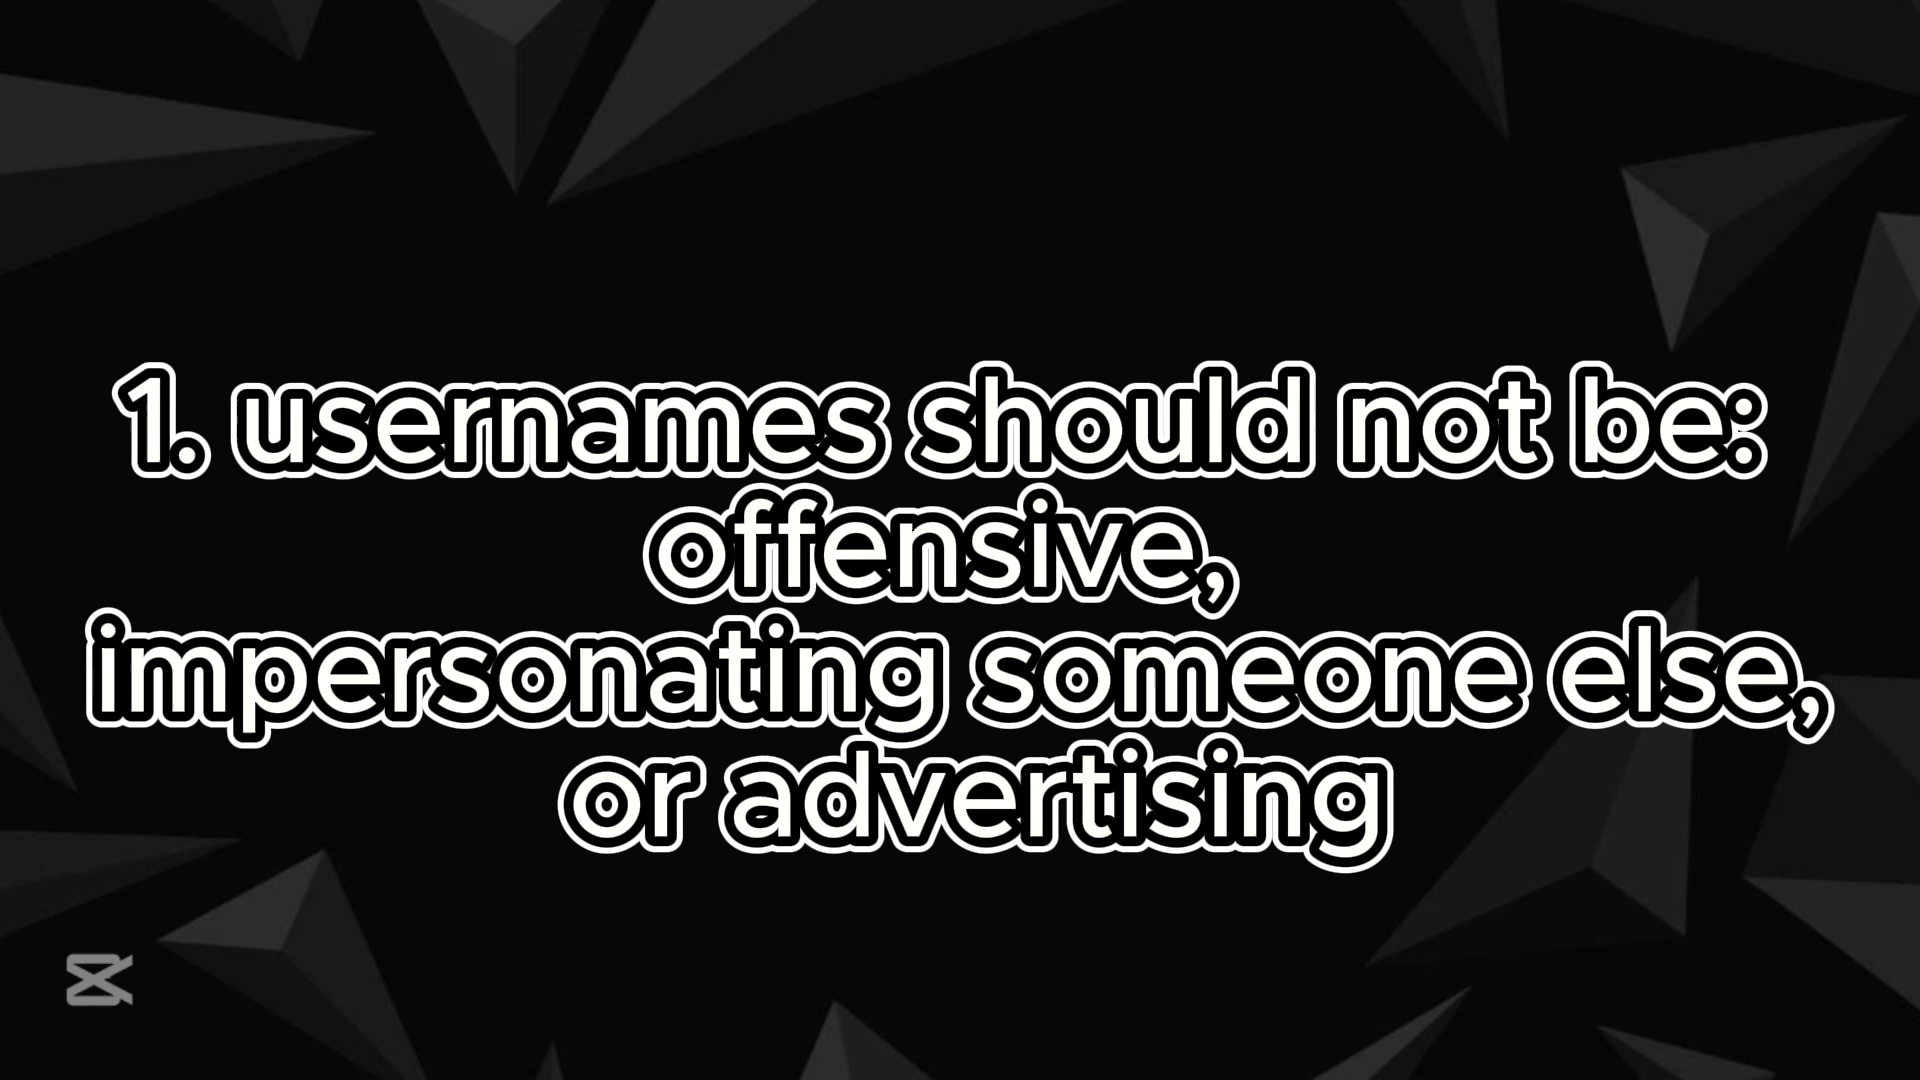 1. usernames should not be:
offensive,
impersonating someone else,
or advertising